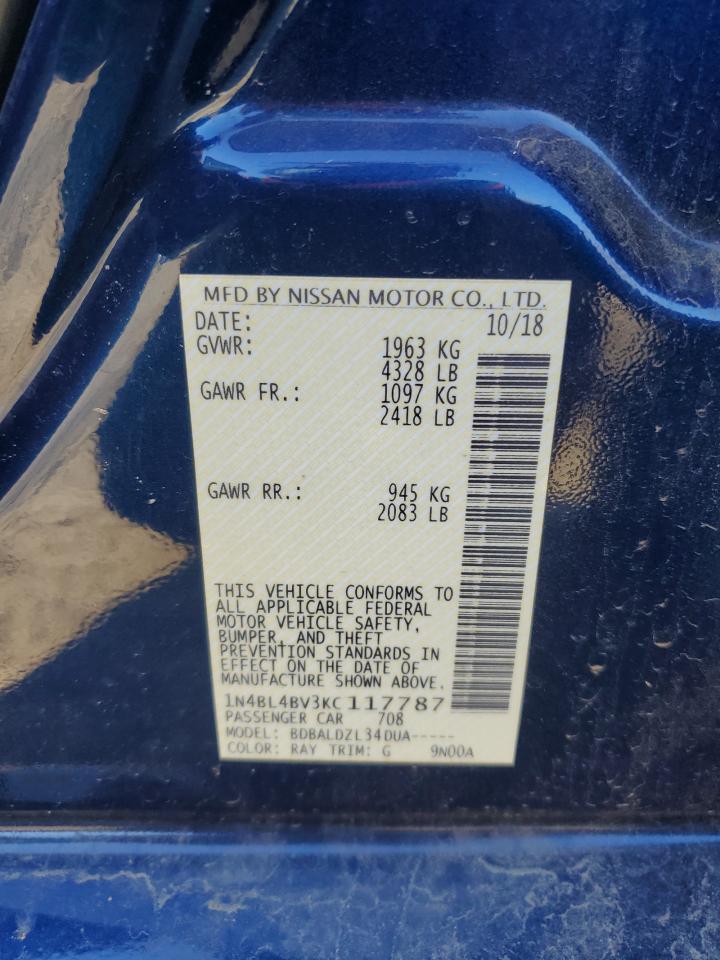 MFD BY NISSAN MOTOR CO., LTD.
DATE: 10/18
GVWR: 1963 KG
4328 LB
GAWR FR.: 1097 KG
2418 LB
GAWR RR.: 945 KG
2083 LB
THIS VEHICLE CONFORMS TO
ALL APPLICABLE FEDERAL
MOTOR VEHICLE SAFETY,
BUMPER, AND THEFT
PREVENTION STANDARDS IN
EFFECT ON THE DATE OF
MANUFACTURE SHOWN ABOVE.
1N4BL4BV3KC117787
PASSENGER CAR 708
MODEL: BDBALDZL34DUA-----
COLOR: RAY TRIM: G 9N00A